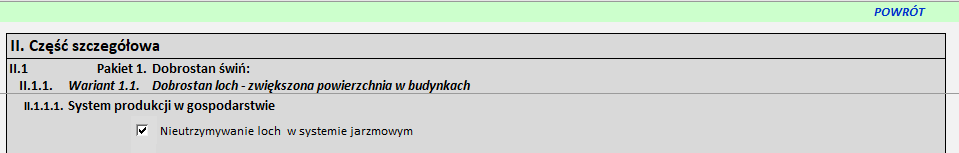 POWRÓT
II. Część szczegółowa
II.1 Pakiet 1. Dobrostan świń:
II.1.1. Wariant 1.1. Dobrostan loch - zwiększona powierzchnia w budynkach
II.1.1.1. System produkcji w gospodarstwie
Nieutrzymywanie loch w systemie jarzmowym